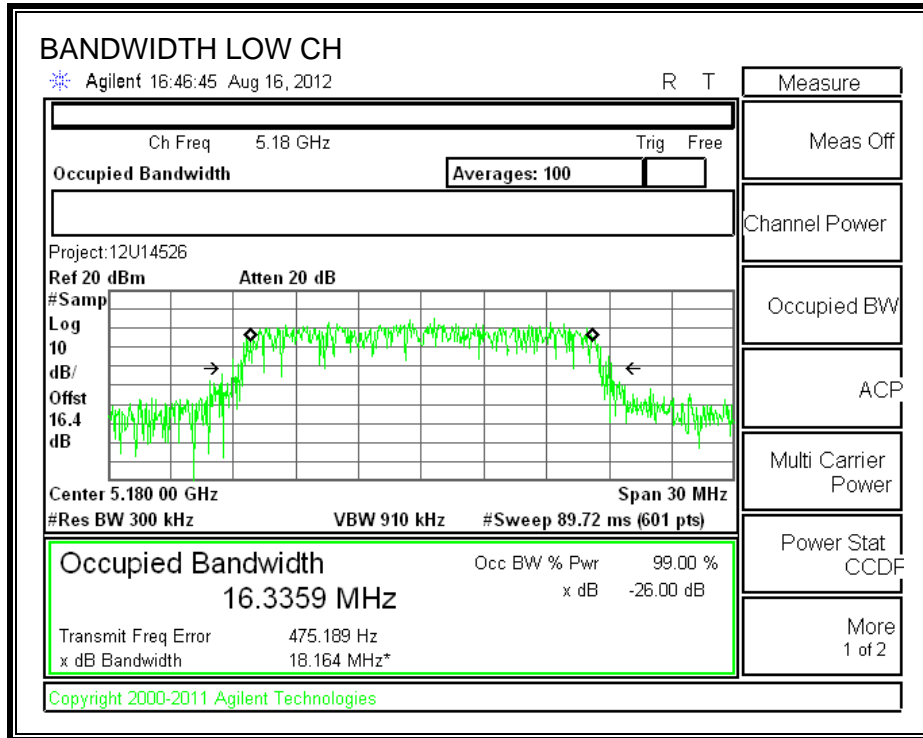 BANDWIDTH LOW CH
Agilent 16:46:45 Aug 16, 2012 R T
Measure
Ch Freq 5.18 GHz Trig Free
Meas Off
Occupied Bandwidth Averages: 100
Channel Power
Project:12U14526
Ref 20 dBm Atten 20 dB
#Samp
Log
10
dB/
Offst
16.4
dB
Occupied BW
ACP
Multi Carrier
Power
Center 5.180 00 GHz Span 30 MHz
#Res BW 300 kHz VBW 910 kHz #Sweep 89.72 ms (601 pts)
Power Stat
CCDF
Occupied Bandwidth Occ BW % Pwr 99.00 %
16.3359 MHz x dB -26.00 dB
Transmit Freq Error 475.189 Hz
x dB Bandwidth 18.164 MHz*
More
1 of 2
Copyright 2000-2011 Agilent Technologies